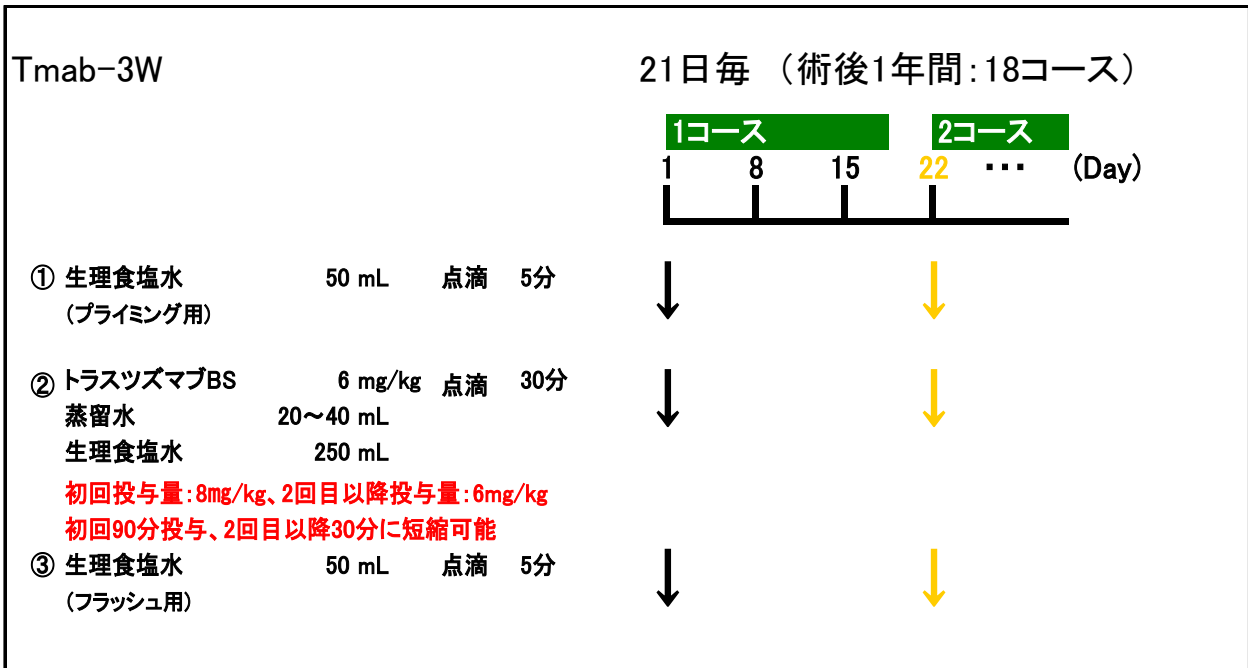 Tmab-3W 21日毎 （術後1年間：18コース）
1コース 2コース
1 8 15 22 ・・・ (Day)
① 生理食塩水 50 mL 点滴 5分
(プライミング用)
② トラスツズマブBS 6 mg/kg 点滴 30分
蒸留水 20～40 mL
生理食塩水 250 mL
初回投与量：8㎎/kg、2回目以降投与量：6mg/kg
初回90分投与、2回目以降30分に短縮可能
③ 生理食塩水 50 mL 点滴 5分
(フラッシュ用)